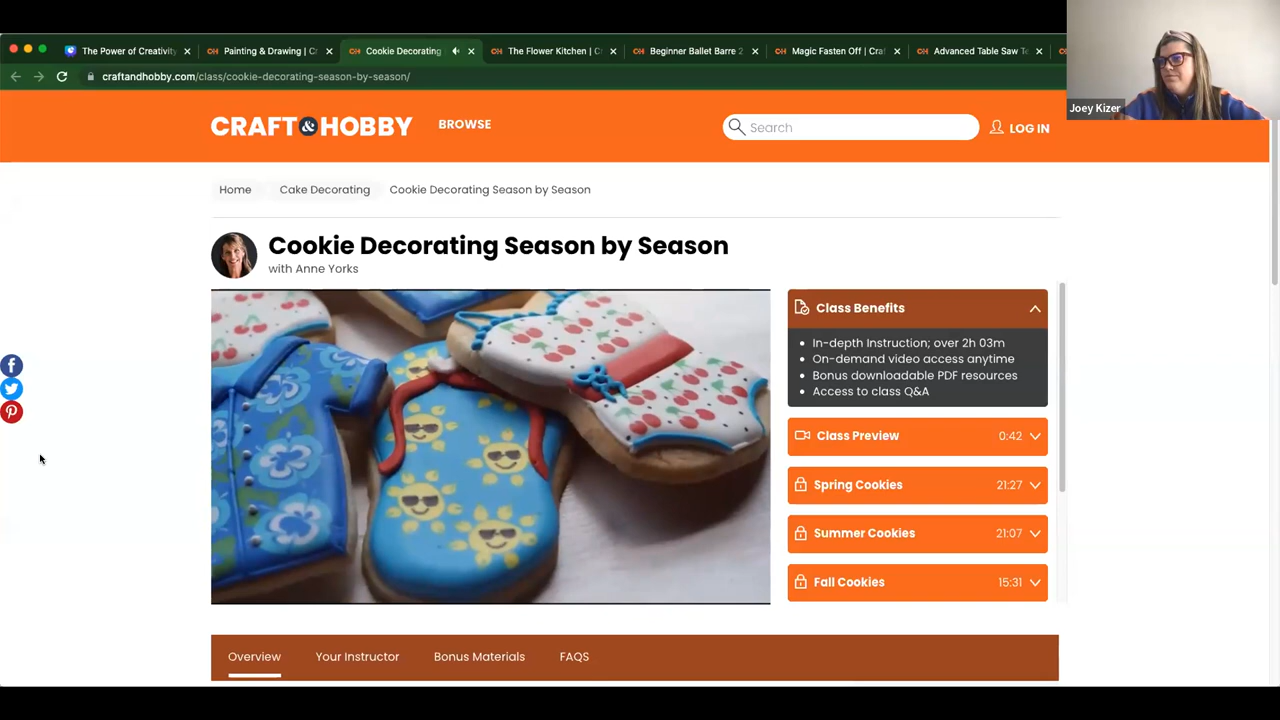 The Power of Creativity
Painting & Drawing | C
Cookie Decorating
The Flower Kitchen | C
Beginner Ballet Barre 2
Magic Fasten Off | Cra
Advanced Table Saw Te
craftandhobby.com/class/cookie-decorating-season-by-season/
Joey Kizer
CRAFT&HOBBY
BROWSE
Search
LOG IN
Home
Cake Decorating
Cookie Decorating Season by Season
Cookie Decorating Season by Season
with Anne Yorks
Class Benefits
• In-depth Instruction; over 2h 03m
• On-demand video access anytime
• Bonus downloadable PDF resources
• Access to class Q&A
Class Preview 0:42
Spring Cookies 21:27
Summer Cookies 21:07
Fall Cookies 15:31
Overview
Your Instructor
Bonus Materials
FAQS